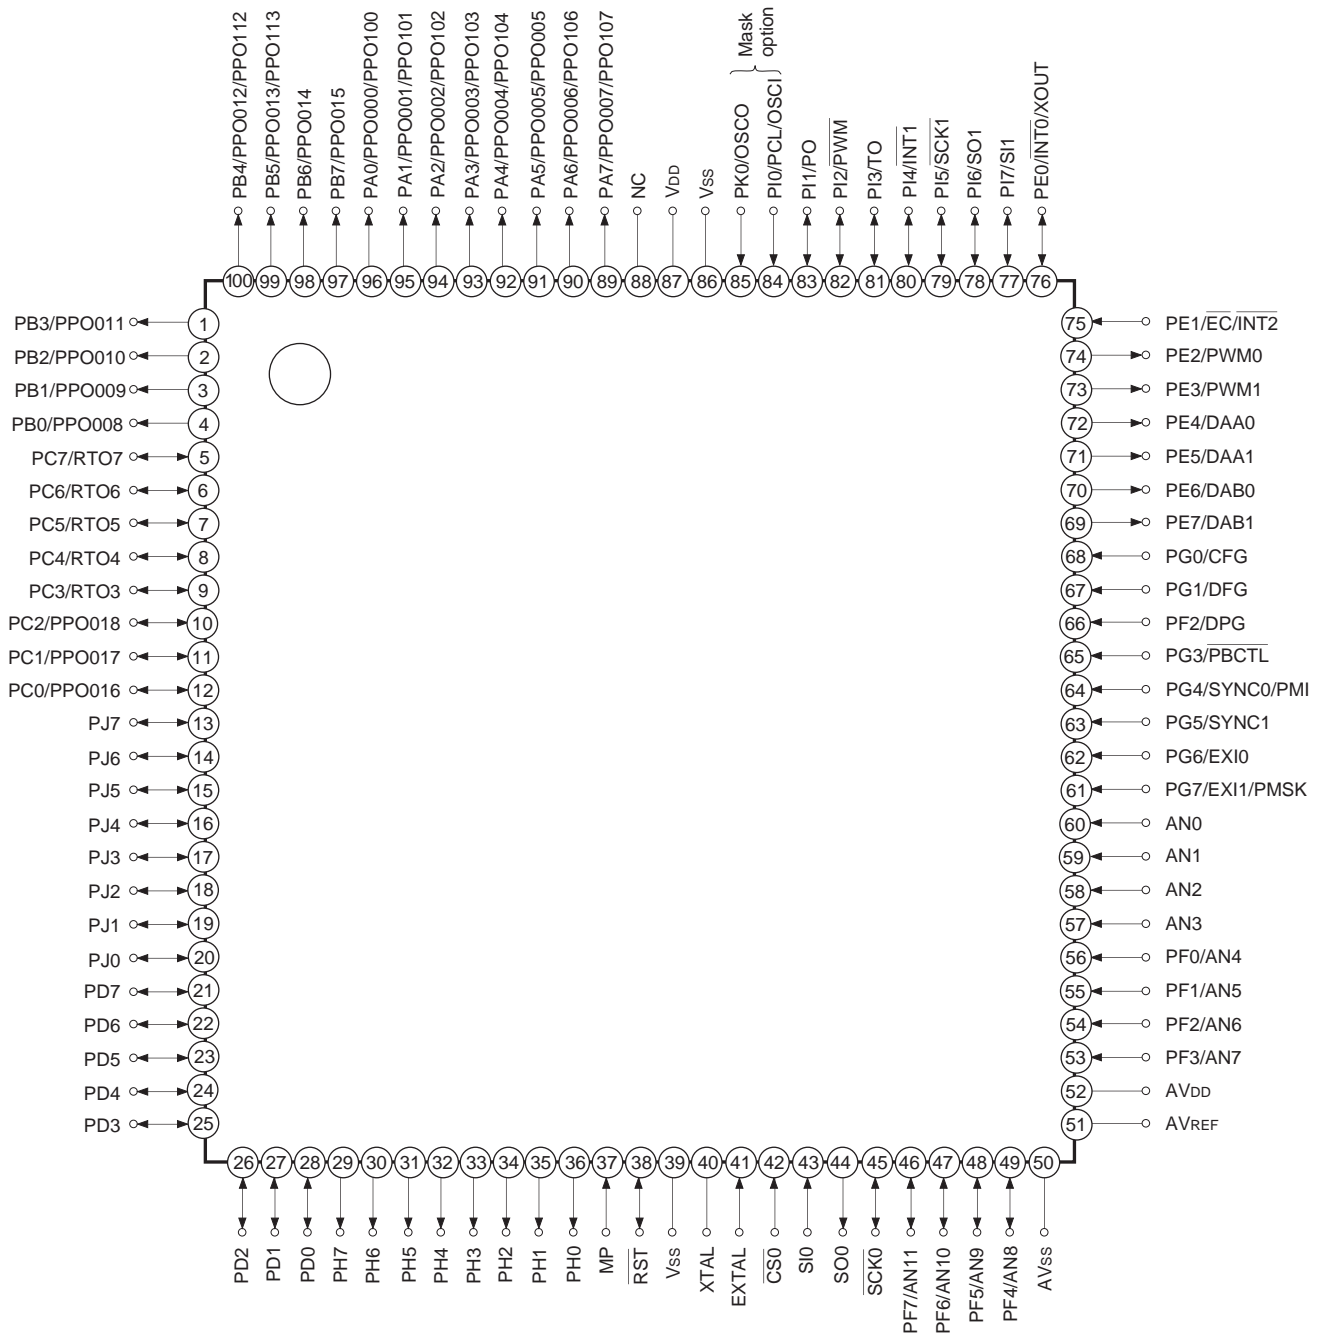 PB4/PPO012/PPO112
PB5/PPO013/PPO113
PB6/PPO014
PB7/PPO015
PA0/PPO000/PPO100
PA1/PPO001/PPO101
PA2/PPO002/PPO102
PA3/PPO003/PPO103
PA4/PPO004/PPO104
PA5/PPO005/PPO005
PA6/PPO006/PPO106
PA7/PPO007/PPO107
NC
VDD
Vss
PK0/OSCO
PI0/PCL/OSCI
Mask
option
PI1/PO
PI2/PWM
PI3/TO
PI4/INT1
PI5/SCK1
PI6/SO1
PI7/SI1
PE0/INT0/XOUT
100 99 98 97 96 95 94 93 92 91 90 89 88 87 86 85 84 83 82 81 80 79 78 77 76
PB3/PPO011 1
PB2/PPO010 2
PB1/PPO009 3
PB0/PPO008 4
PC7/RTO7 5
PC6/RTO6 6
PC5/RTO5 7
PC4/RTO4 8
PC3/RTO3 9
PC2/PPO018 10
PC1/PPO017 11
PC0/PPO016 12
PJ7 13
PJ6 14
PJ5 15
PJ4 16
PJ3 17
PJ2 18
PJ1 19
PJ0 20
PD7 21
PD6 22
PD5 23
PD4 24
PD3 25
75 PE1/EC/INT2
74 PE2/PWM0
73 PE3/PWM1
72 PE4/DAA0
71 PE5/DAA1
70 PE6/DAB0
69 PE7/DAB1
68 PG0/CFG
67 PG1/DFG
66 PF2/DPG
65 PG3/PBCTL
64 PG4/SYNC0/PMI
63 PG5/SYNC1
62 PG6/EXI0
61 PG7/EXI1/PMSK
60 AN0
59 AN1
58 AN2
57 AN3
56 PF0/AN4
55 PF1/AN5
54 PF2/AN6
53 PF3/AN7
52 AVDD
51 AVREF
26 27 28 29 30 31 32 33 34 35 36 37 38 39 40 41 42 43 44 45 46 47 48 49 50
PD2
PD1
PD0
PH7
PH6
PH5
PH4
PH3
PH2
PH1
PH0
MP
RST
Vss
XTAL
EXTAL
CS0
SI0
SO0
SCK0
PF7/AN11
PF6/AN10
PF5/AN9
PF4/AN8
AVss